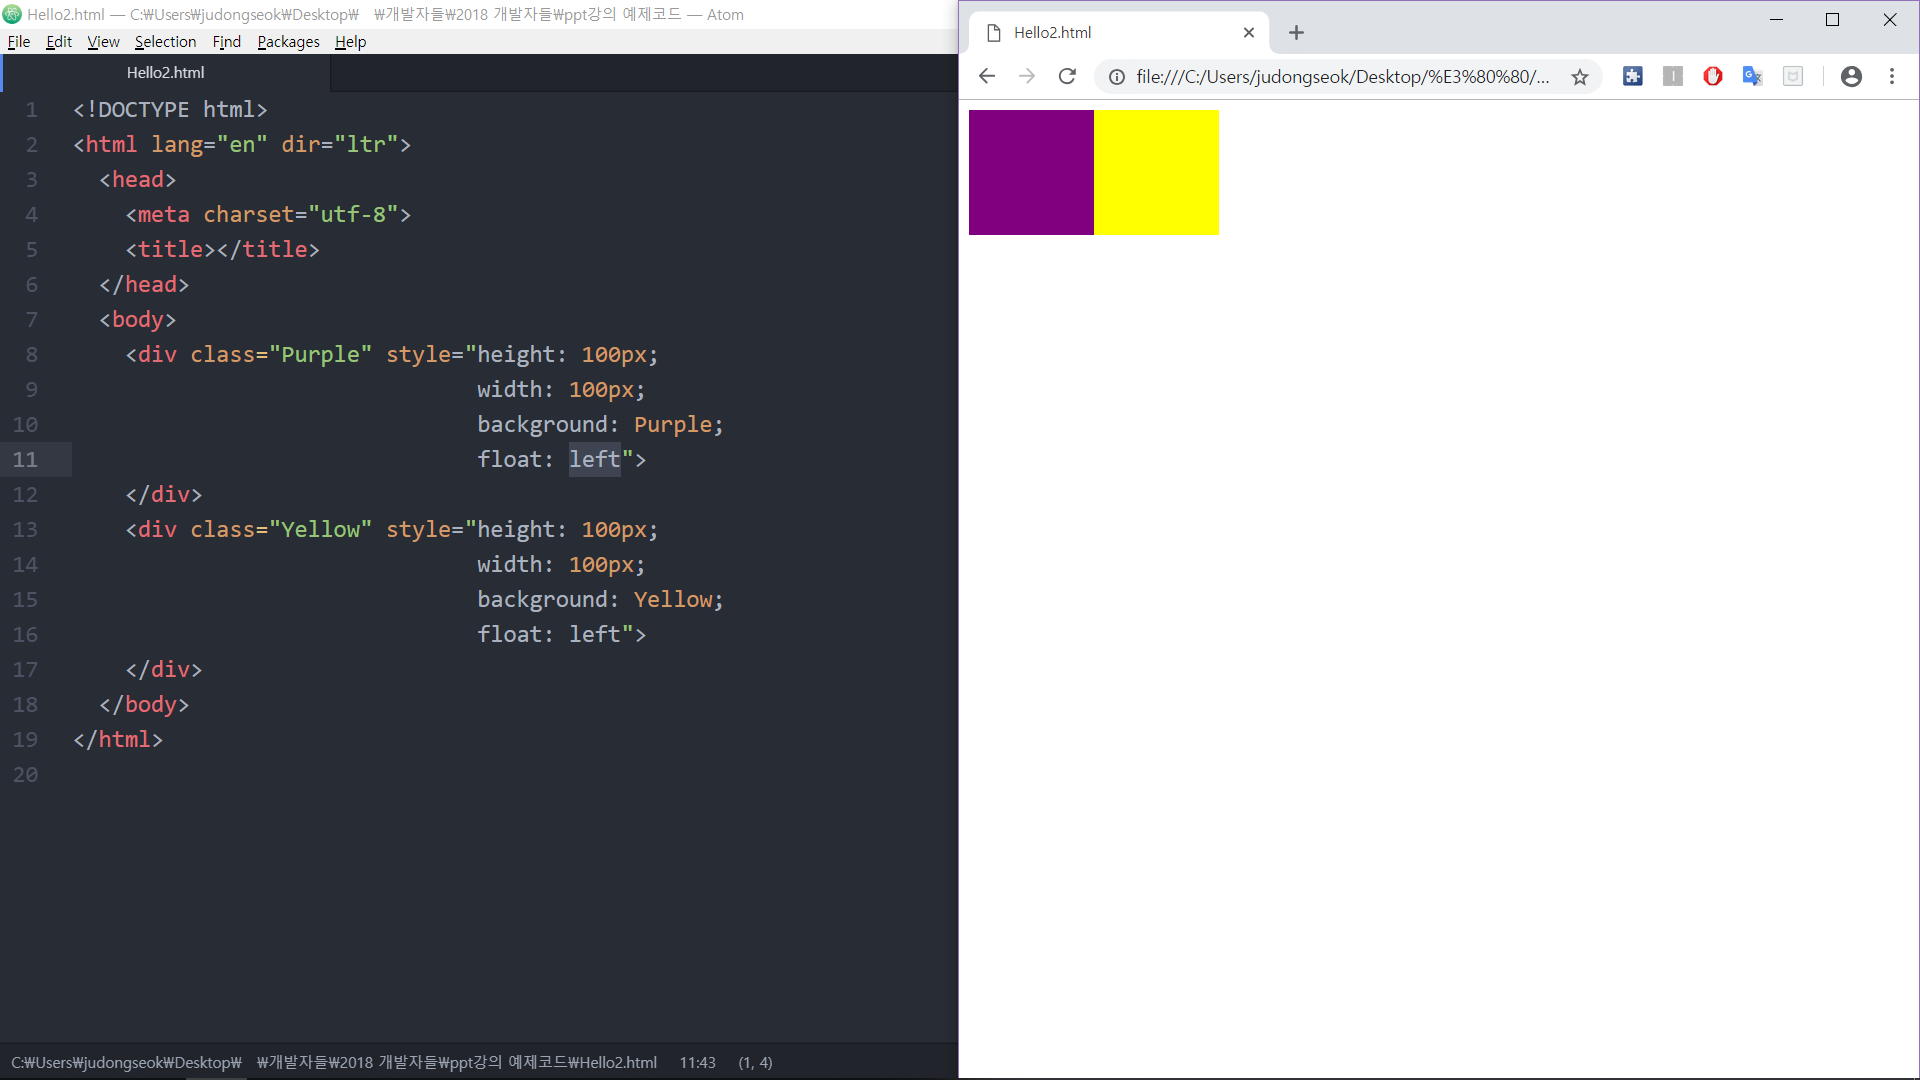 Hello2.html — C:₩Users₩judongseok₩Desktop₩　₩개발자들₩2018 개발자들₩ppt강의 예제코드 — Atom
File Edit View Selection Find Packages Help
Hello2.html
1 <!DOCTYPE html>
2 <html lang="en" dir="ltr">
3 <head>
4 <meta charset="utf-8">
5 <title></title>
6 </head>
7 <body>
8 <div class="Purple" style="height: 100px;
9 width: 100px;
10 background: Purple;
11 float: left">
12 </div>
13 <div class="Yellow" style="height: 100px;
14 width: 100px;
15 background: Yellow;
16 float: left">
17 </div>
18 </body>
19 </html>
20
C:₩Users₩judongseok₩Desktop₩　₩개발자들₩2018 개발자들₩ppt강의 예제코드₩Hello2.html 11:43 (1, 4)
Hello2.html
file:///C:/Users/judongseok/Desktop/%E3%80%80/...